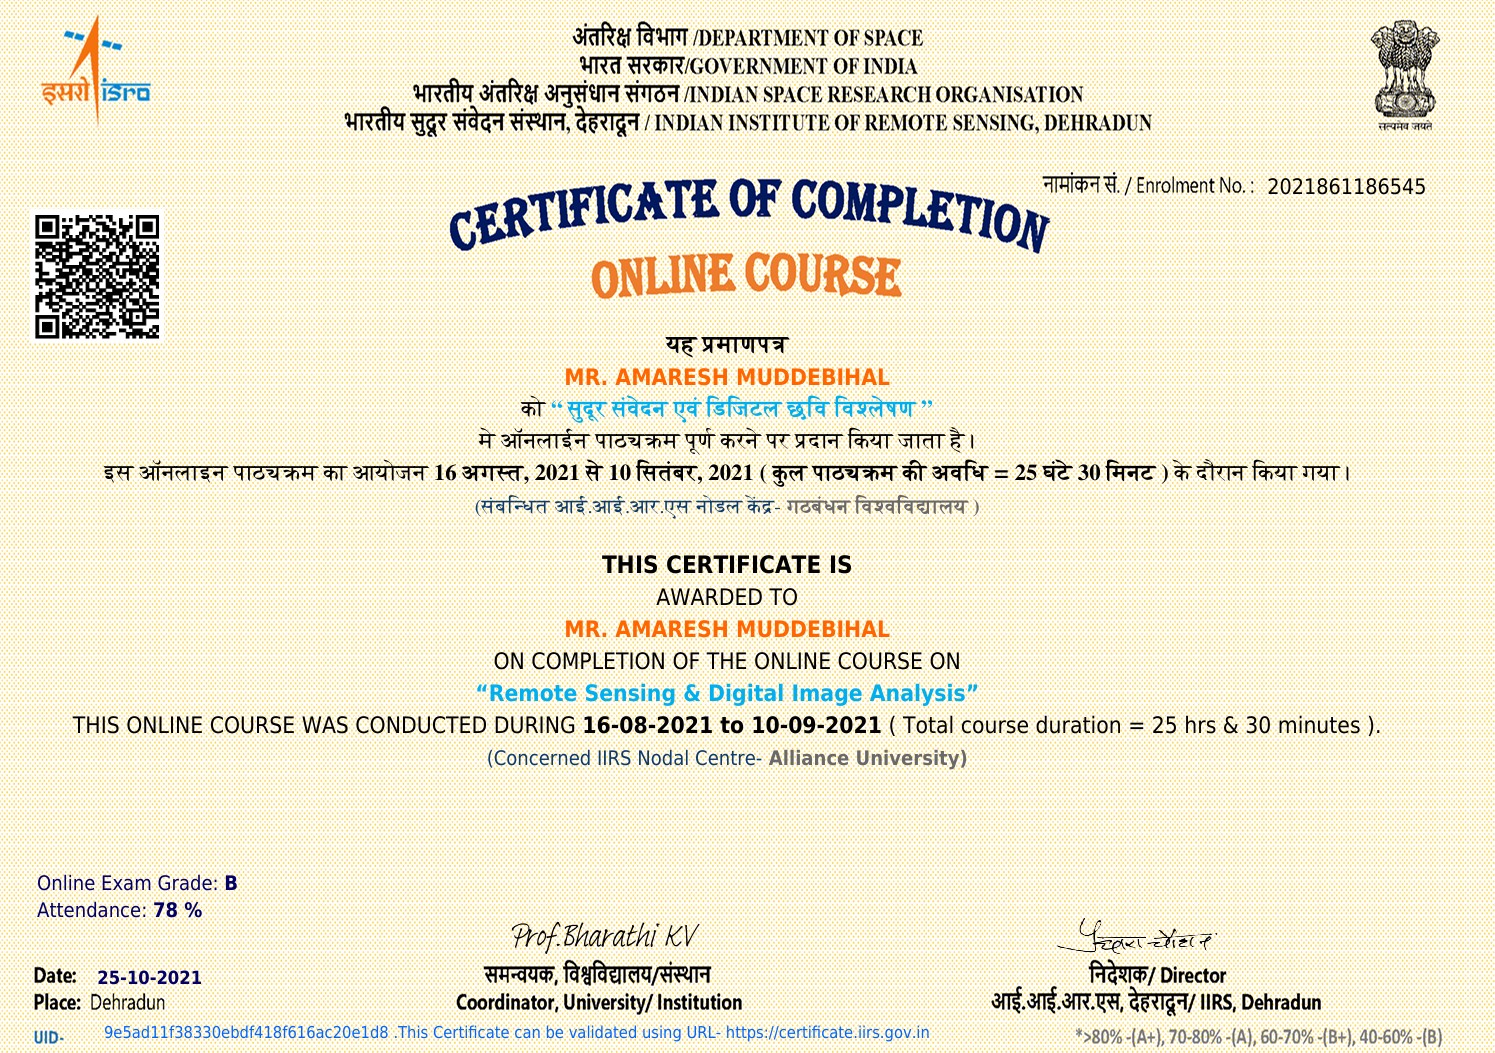 इसरो isro
अंतरिक्ष विभाग /DEPARTMENT OF SPACE
भारत सरकार/GOVERNMENT OF INDIA
भारतीय अंतरिक्ष अनुसंधान संगठन /INDIAN SPACE RESEARCH ORGANISATION
भारतीय सुदूर संवेदन संस्थान, देहरादून / INDIAN INSTITUTE OF REMOTE SENSING, DEHRADUN
सत्यमेव जयते
नामांकन सं. / Enrolment No. : 2021861186545
CERTIFICATE OF COMPLETION
ONLINE COURSE
यह प्रमाणपत्र
MR. AMARESH MUDDEBIHAL
को “ सुदूर संवेदन एवं डिजिटल छवि विश्लेषण ”
मे ऑनलाईन पाठ्यक्रम पूर्ण करने पर प्रदान किया जाता है।
इस ऑनलाइन पाठ्यक्रम का आयोजन 16 अगस्त, 2021 से 10 सितंबर, 2021 ( कुल पाठ्यक्रम की अवधि = 25 घंटे 30 मिनट ) के दौरान किया गया।
(संबन्धित आई.आई.आर.एस नोडल केंद्र- गठबंधन विश्वविद्यालय )
THIS CERTIFICATE IS
AWARDED TO
MR. AMARESH MUDDEBIHAL
ON COMPLETION OF THE ONLINE COURSE ON
“Remote Sensing & Digital Image Analysis”
THIS ONLINE COURSE WAS CONDUCTED DURING 16-08-2021 to 10-09-2021 ( Total course duration = 25 hrs & 30 minutes ).
(Concerned IIRS Nodal Centre- Alliance University)
Online Exam Grade: B
Attendance: 78 %
Prof.Bharathi KV
समन्वयक, विश्वविद्यालय/संस्थान
Coordinator, University/ Institution
निदेशक/ Director
आई.आई.आर.एस, देहरादून/ IIRS, Dehradun
Date: 25-10-2021
Place: Dehradun
UID- 9e5ad11f38330ebdf418f616ac20e1d8 .This Certificate can be validated using URL- https://certificate.iirs.gov.in
*>80% -(A+), 70-80% -(A), 60-70% -(B+), 40-60% -(B)